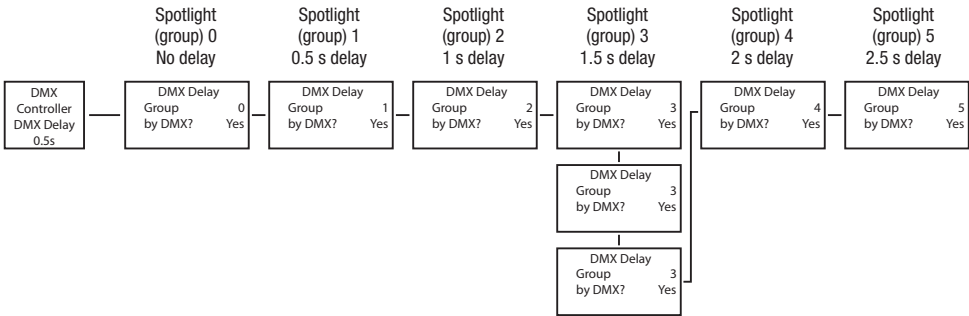 Spotlight
(group) 0
No delay
Spotlight
(group) 1
0.5 s delay
Spotlight
(group) 2
1 s delay
Spotlight
(group) 3
1.5 s delay
Spotlight
(group) 4
2 s delay
Spotlight
(group) 5
2.5 s delay
DMX
Controller
DMX Delay
0.5s
DMX Delay
Group 0
by DMX? Yes
DMX Delay
Group 1
by DMX? Yes
DMX Delay
Group 2
by DMX? Yes
DMX Delay
Group 3
by DMX? Yes
DMX Delay
Group 3
by DMX? Yes
DMX Delay
Group 3
by DMX? Yes
DMX Delay
Group 4
by DMX? Yes
DMX Delay
Group 5
by DMX? Yes